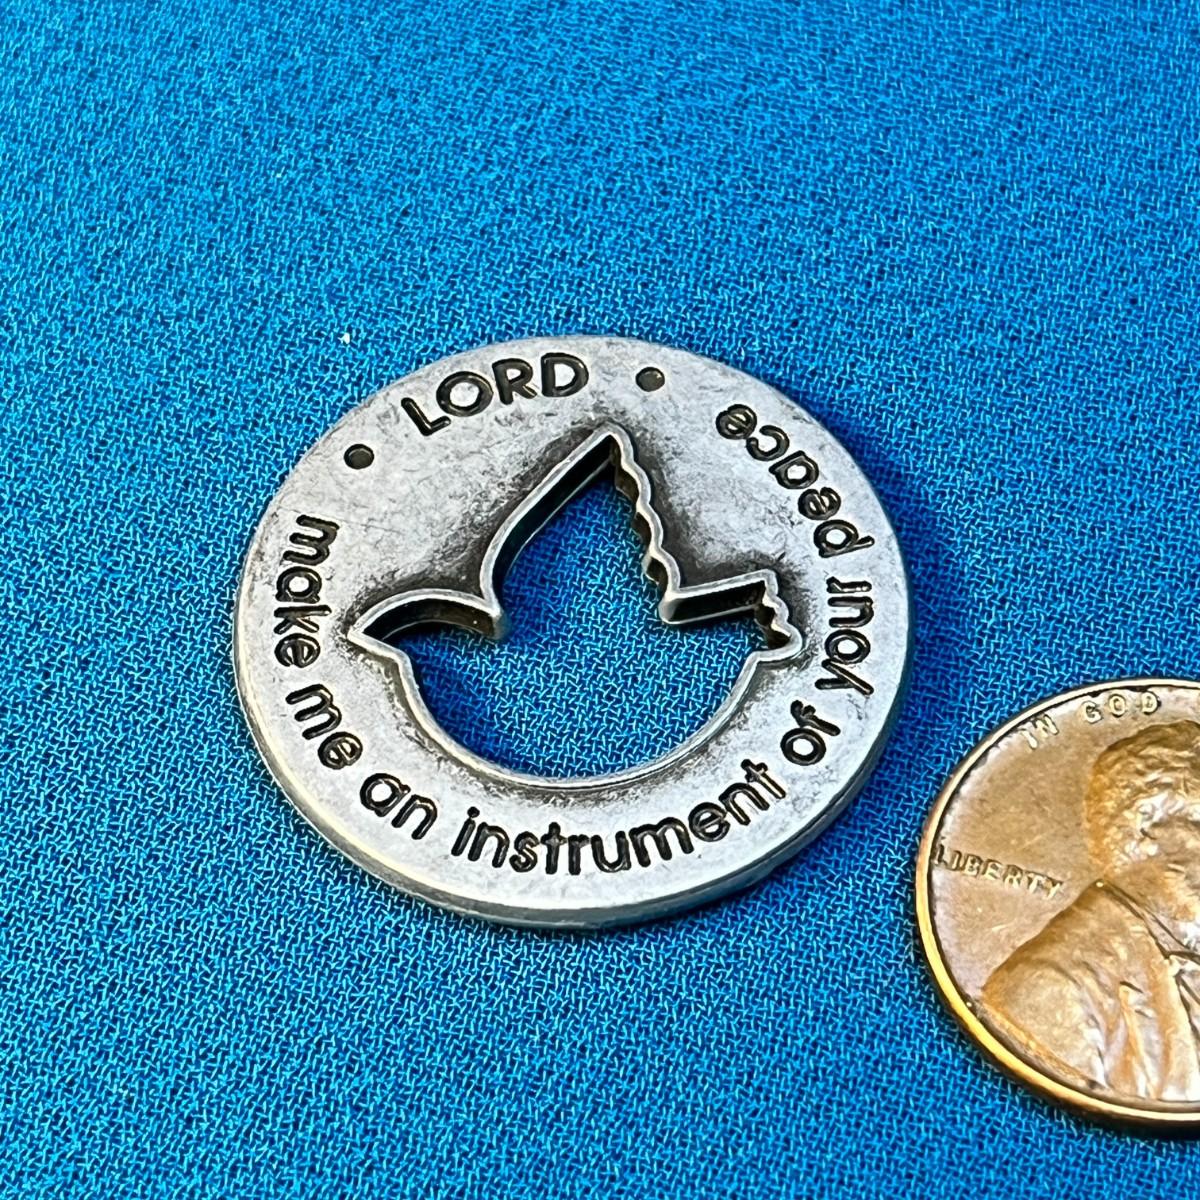 • LORD •
make me an instrument of your peace
IN GOD
LIBERTY